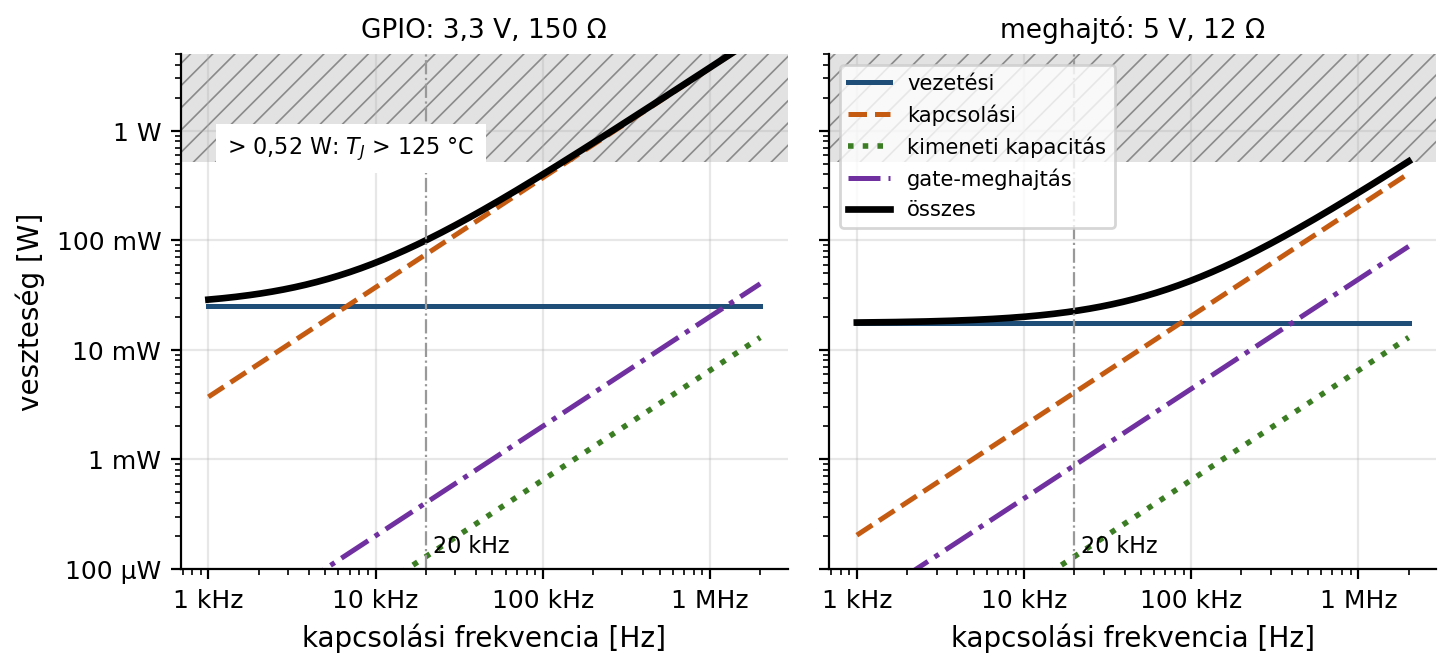 GPIO: 3,3 V, 150 Ω
veszteség [W]
1 W
100 mW
10 mW
1 mW
100 µW
> 0,52 W: TJ > 125 °C
20 kHz
1 kHz
10 kHz
100 kHz
1 MHz
kapcsolási frekvencia [Hz]
meghajtó: 5 V, 12 Ω
vezetési
kapcsolási
kimeneti kapacitás
gate-meghajtás
összes
20 kHz
1 kHz
10 kHz
100 kHz
1 MHz
kapcsolási frekvencia [Hz]